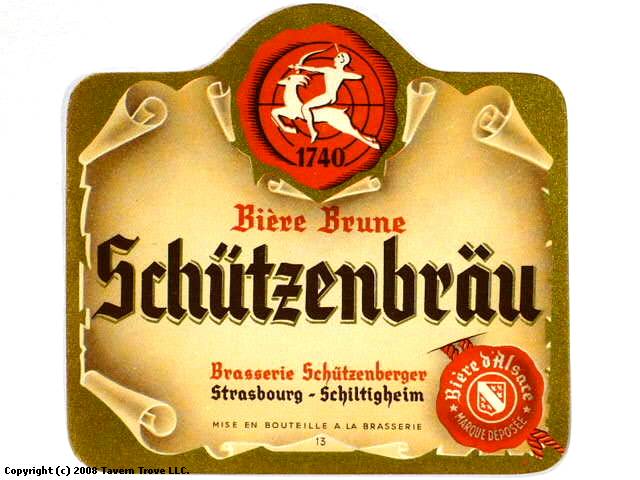 1740
Bière Brune
Schützenbräu
Brasserie Schützenberger
Strasbourg - Schiltigheim
MISE EN BOUTEILLE A LA BRASSERIE
13
Bière d'Alsace
MARQUE DÉPOSÉE
Copyright (c) 2008 Tavern Trove LLC.